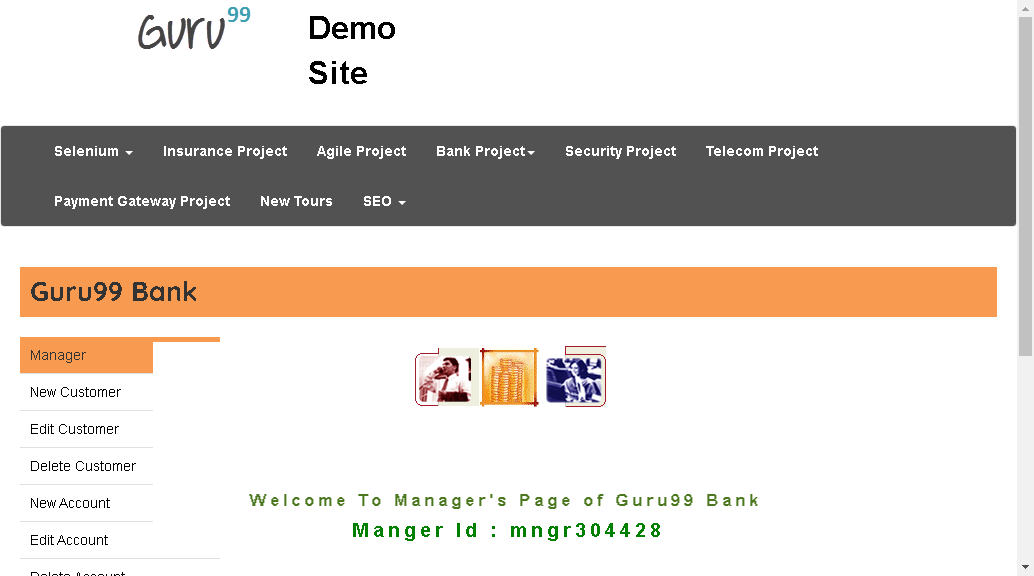 Guru99
Demo
Site
Selenium
Insurance Project
Agile Project
Bank Project
Security Project
Telecom Project
Payment Gateway Project
New Tours
SEO
Guru99 Bank
Manager
New Customer
Edit Customer
Delete Customer
New Account
Edit Account
Delete Account
Welcome To Manager's Page of Guru99 Bank
Manger Id : mngr304428